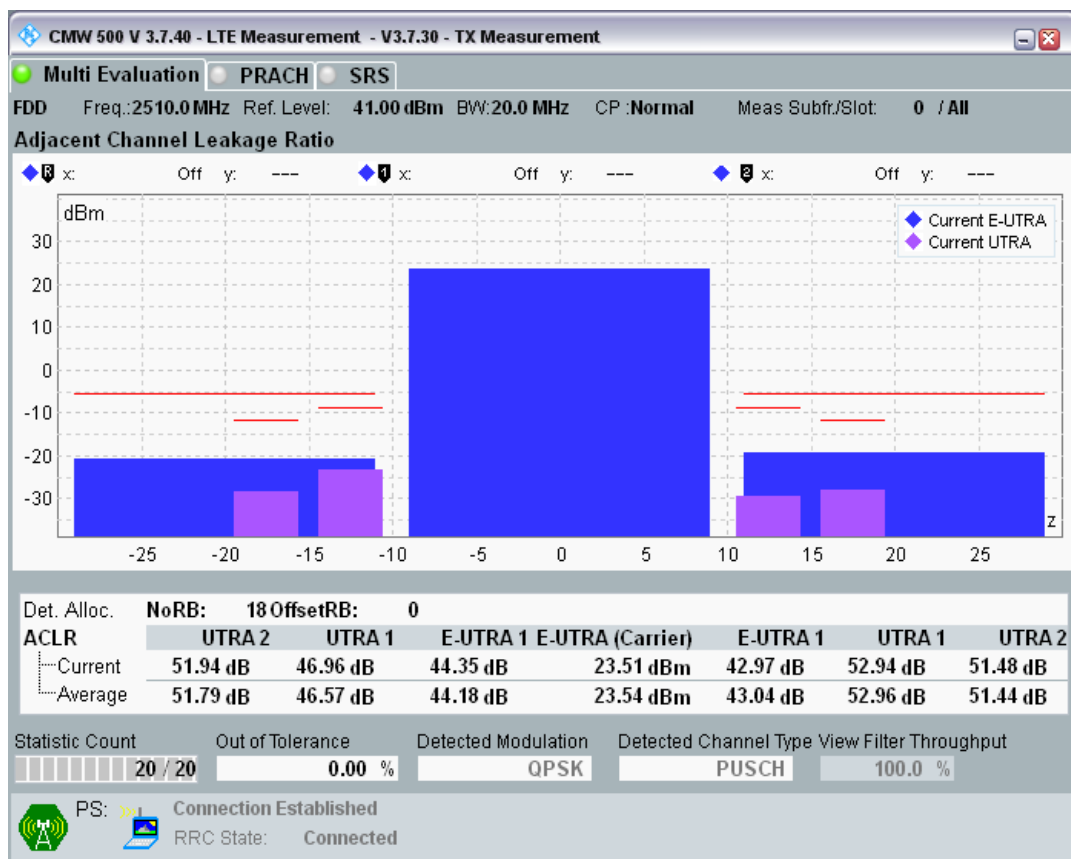 CMW 500 V 3.7.40 - LTE Measurement - V3.7.30 - TX Measurement
Multi Evaluation PRACH SRS
FDD Freq.:2510.0 MHz Ref. Level: 41.00 dBm BW:20.0 MHz CP :Normal Meas Subfr./Slot: 0 / All
Adjacent Channel Leakage Ratio
R x: Off y: --- 1 x: Off y: --- 2 x: Off y: ---
dBm
Current E-UTRA
Current UTRA
30
20
10
0
-10
-20
-30
z
-25 -20 -15 -10 -5 0 5 10 15 20 25
Det. Alloc. NoRB: 18 OffsetRB: 0
ACLR UTRA 2 UTRA 1 E-UTRA 1 E-UTRA (Carrier) E-UTRA 1 UTRA 1 UTRA 2
Current 51.94 dB 46.96 dB 44.35 dB 23.51 dBm 42.97 dB 52.94 dB 51.48 dB
Average 51.79 dB 46.57 dB 44.18 dB 23.54 dBm 43.04 dB 52.96 dB 51.44 dB
Statistic Count Out of Tolerance Detected Modulation Detected Channel Type View Filter Throughput
20 / 20 0.00 % QPSK PUSCH 100.0 %
PS: Connection Established
RRC State: Connected